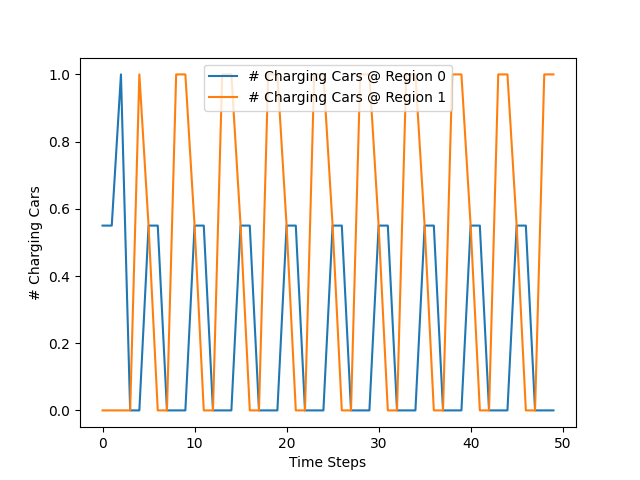 # Charging Cars @ Region 0
# Charging Cars @ Region 1
1.0
0.8
0.6
0.4
0.2
0.0
# Charging Cars
0 10 20 30 40 50
Time Steps